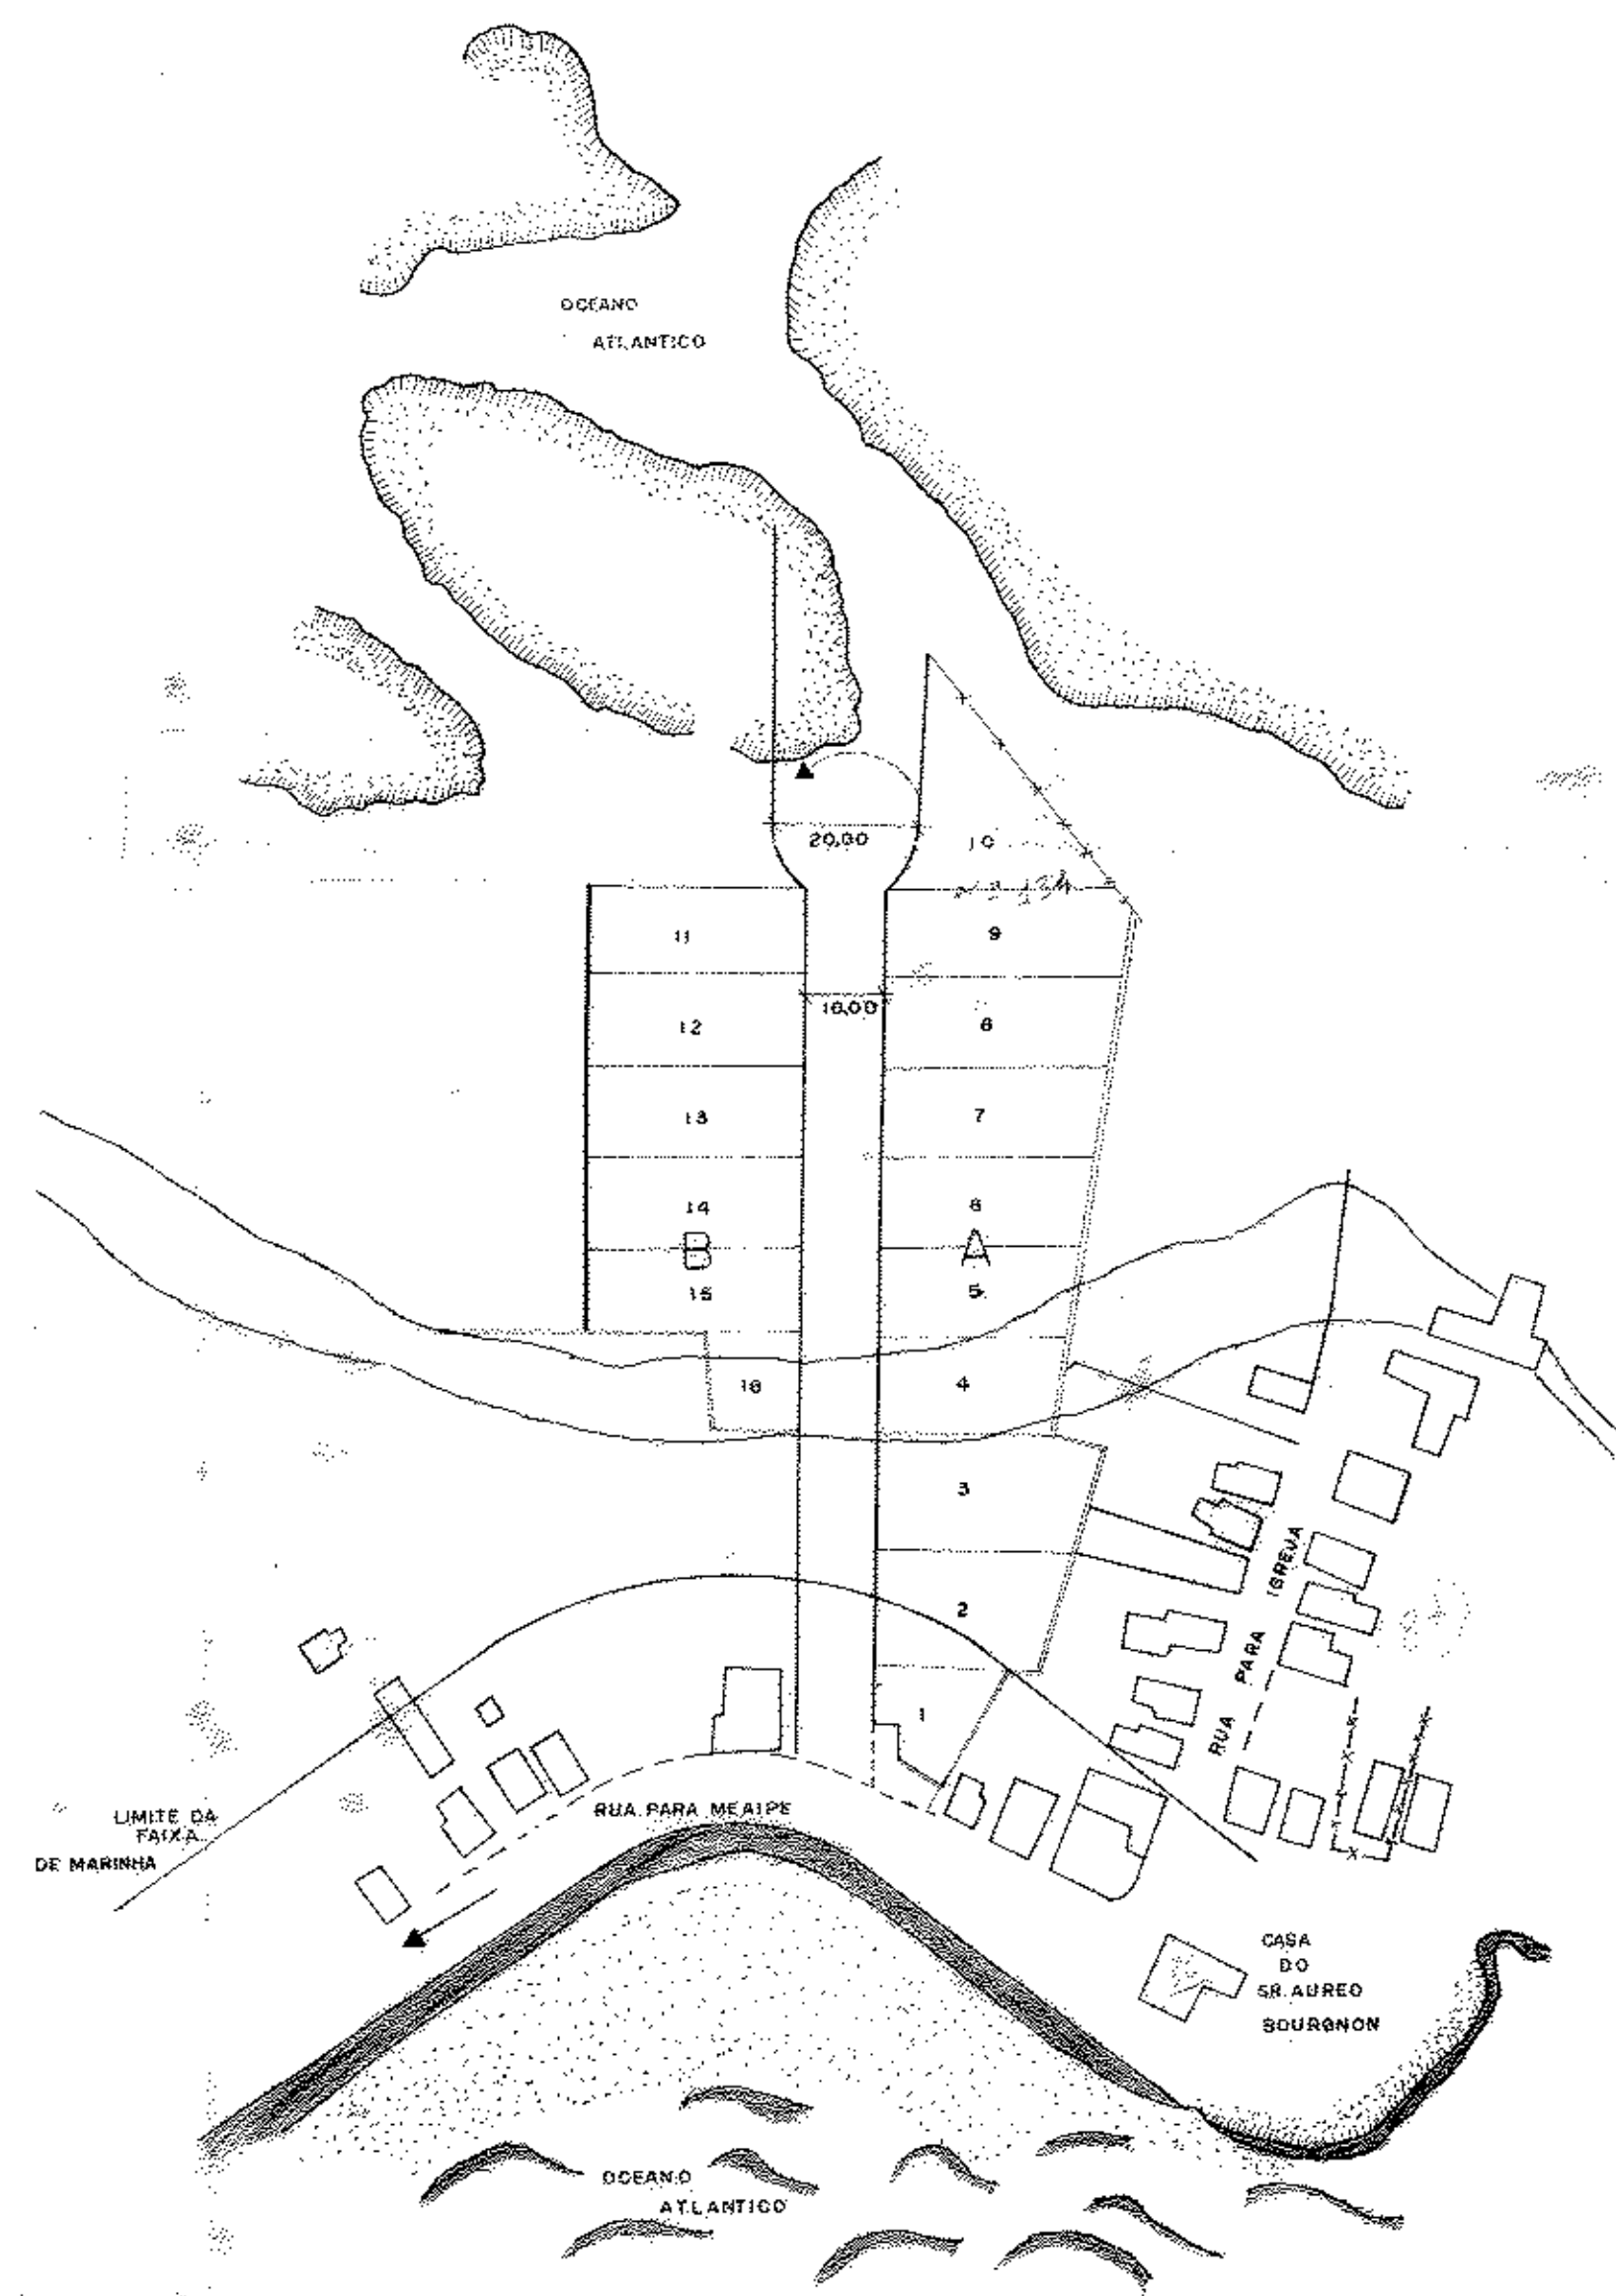 OCEANO
ATLANTICO
20,00
10
11
9
10,00
12
8
13
7
14
6
B
A
15
5
16
4
3
2
1
RUA PARA IGREJA
RUA PARA MEAIPE
LIMITE DA
FAIXA
DE MARINHA
CASA
DO
SR. AUREO
BOURGNON
OCEANO
ATLANTICO